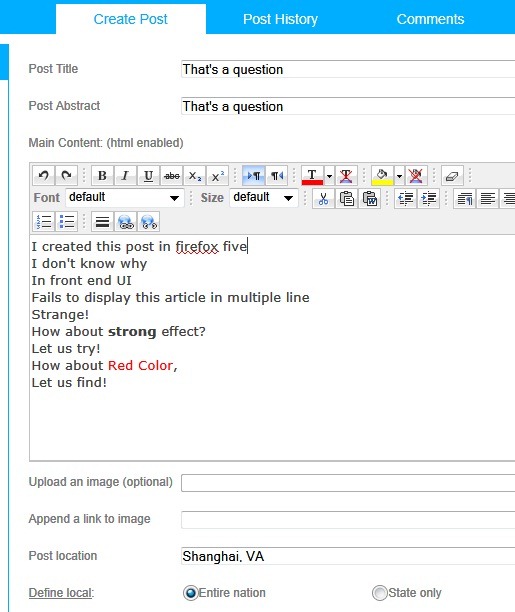 Create Post Post History Comments
Post Title That's a question
Post Abstract That's a question
Main Content: (html enabled)
B I U abc X₂ X² T T
Font default Size default
I created this post in firefox five
I don't know why
In front end UI
Fails to display this article in multiple line
Strange!
How about strong effect?
Let us try!
How about Red Color,
Let us find!
Upload an image (optional)
Append a link to image
Post location Shanghai, VA
Define local: Entire nation State only